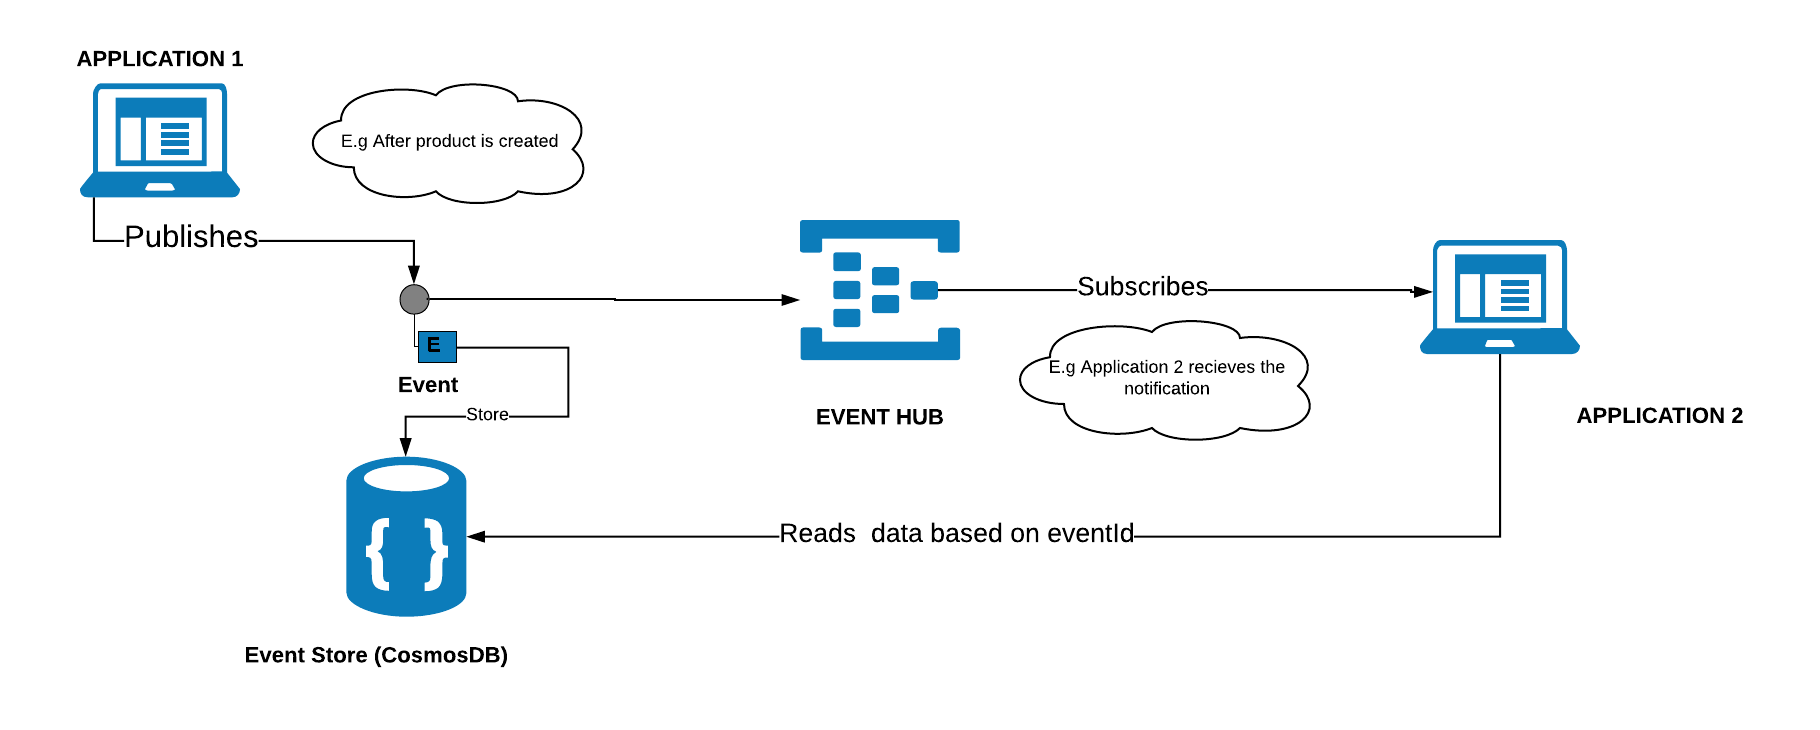 APPLICATION 1
E.g After product is created
Publishes
Subscribes
E
E.g Application 2 recieves the
notification
Event
Store
EVENT HUB
APPLICATION 2
Reads  data based on eventId
{ }
Event Store (CosmosDB)